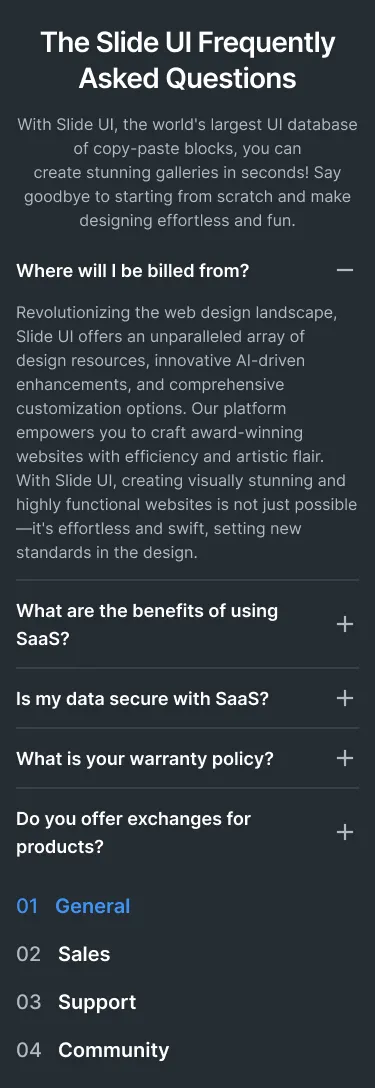 The Slide UI Frequently
Asked Questions
With Slide UI, the world's largest UI database
of copy-paste blocks, you can
create stunning galleries in seconds! Say
goodbye to starting from scratch and make
designing effortless and fun.
Where will I be billed from?
Revolutionizing the web design landscape,
Slide UI offers an unparalleled array of
design resources, innovative AI-driven
enhancements, and comprehensive
customization options. Our platform
empowers you to craft award-winning
websites with efficiency and artistic flair.
With Slide UI, creating visually stunning and
highly functional websites is not just possible
—it's effortless and swift, setting new
standards in the design.
What are the benefits of using
SaaS?
Is my data secure with SaaS?
What is your warranty policy?
Do you offer exchanges for
products?
01 General
02 Sales
03 Support
04 Community